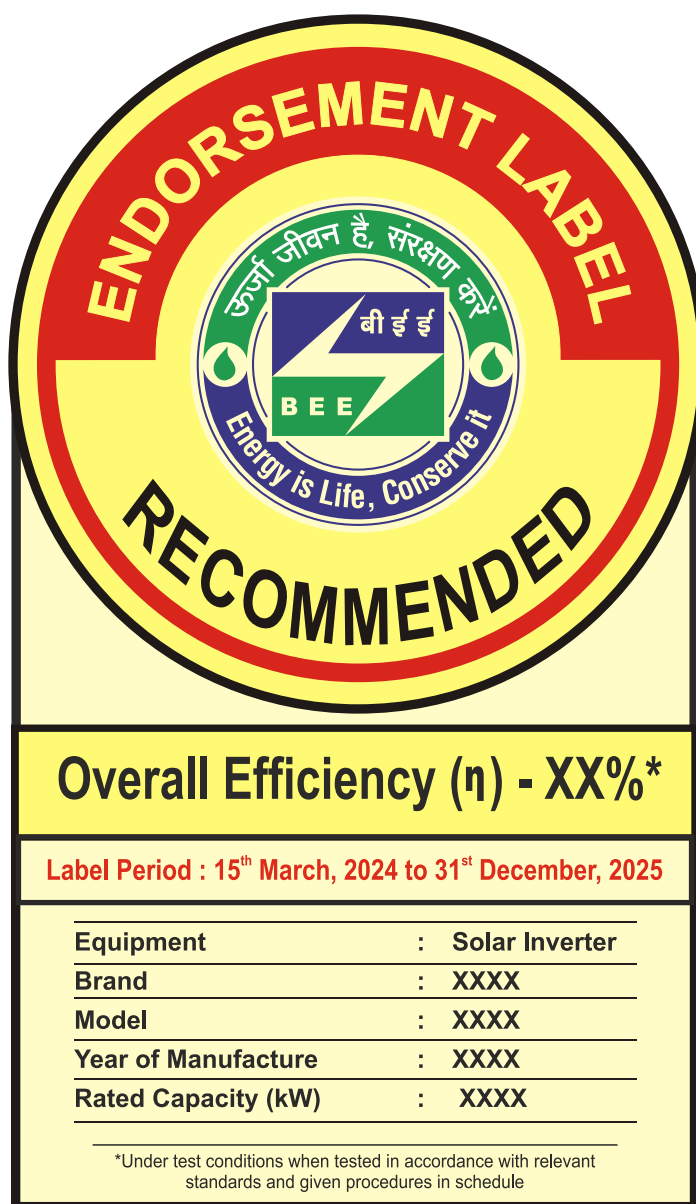 ENDORSEMENT LABEL
ऊर्जा जीवन है, संरक्षण करें
बी ई ई
BEE
Energy is Life, Conserve it
RECOMMENDED
Overall Efficiency (η) - XX%*
Label Period : 15th March, 2024 to 31st December, 2025
Equipment : Solar Inverter
Brand : XXXX
Model : XXXX
Year of Manufacture : XXXX
Rated Capacity (kW) : XXXX
*Under test conditions when tested in accordance with relevant
standards and given procedures in schedule